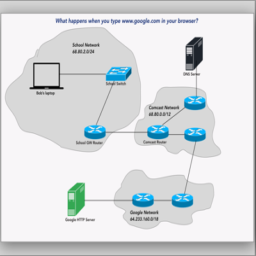 What happens when you type www.google.com in your browser?
School Network
68.80.2.0/24
DNS Server
Bob's laptop
School Switch
Comcast Network
68.80.0.0/13
School GW Router
Comcast Router
Google HTTP Server
Google Network
64.233.160.0/19